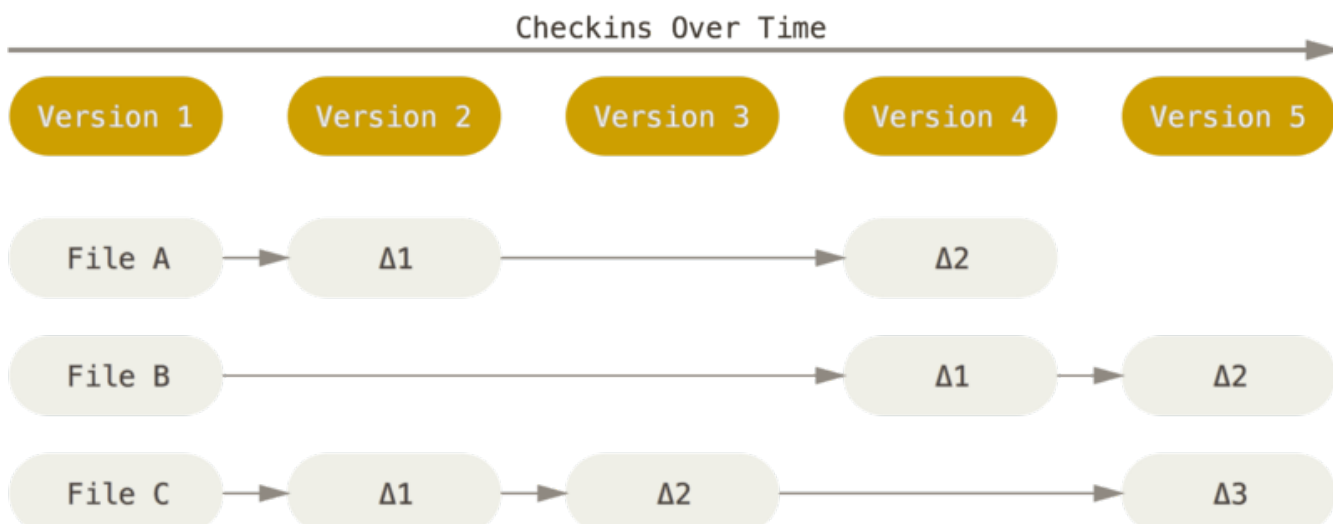 Checkins Over Time
Version 1 Version 2 Version 3 Version 4 Version 5
File A Δ1 Δ2
File B Δ1 Δ2
File C Δ1 Δ2 Δ3